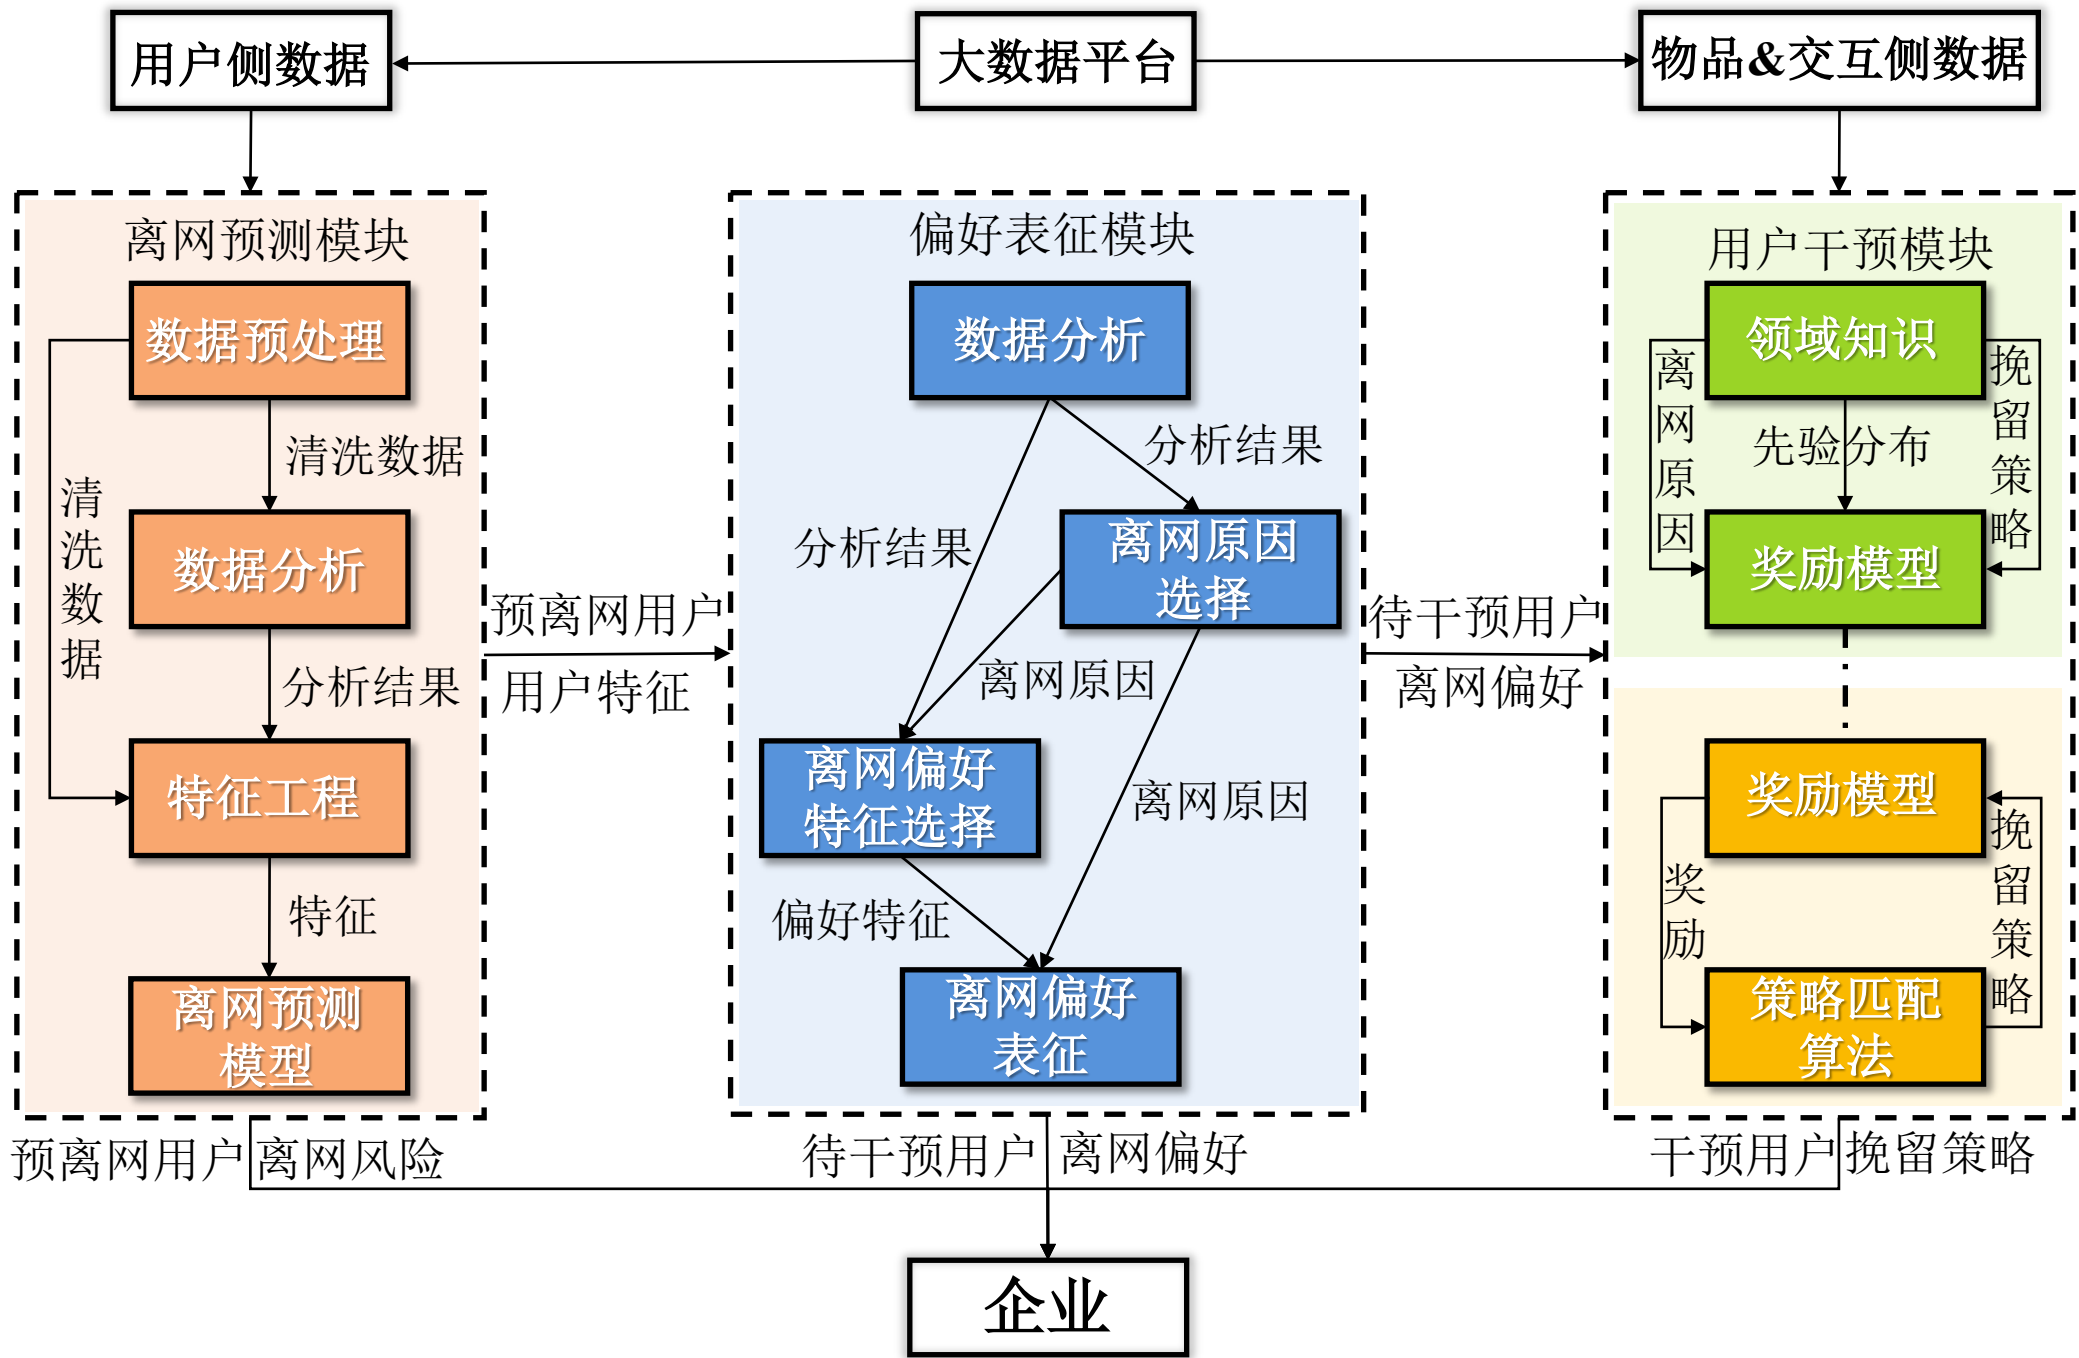 用户侧数据
大数据平台
物品&交互侧数据
离网预测模块
数据预处理
清洗数据
清洗数据
数据分析
分析结果
特征工程
特征
离网预测
模型
预离网用户
用户特征
偏好表征模块
数据分析
分析结果
分析结果
离网原因
选择
离网原因
离网偏好
特征选择
离网原因
偏好特征
离网偏好
表征
待干预用户
离网偏好
用户干预模块
领域知识
离网原因
先验分布
挽留策略
奖励模型
奖励模型
奖励
挽留策略
策略匹配
算法
预离网用户
离网风险
待干预用户
离网偏好
干预用户
挽留策略
企业